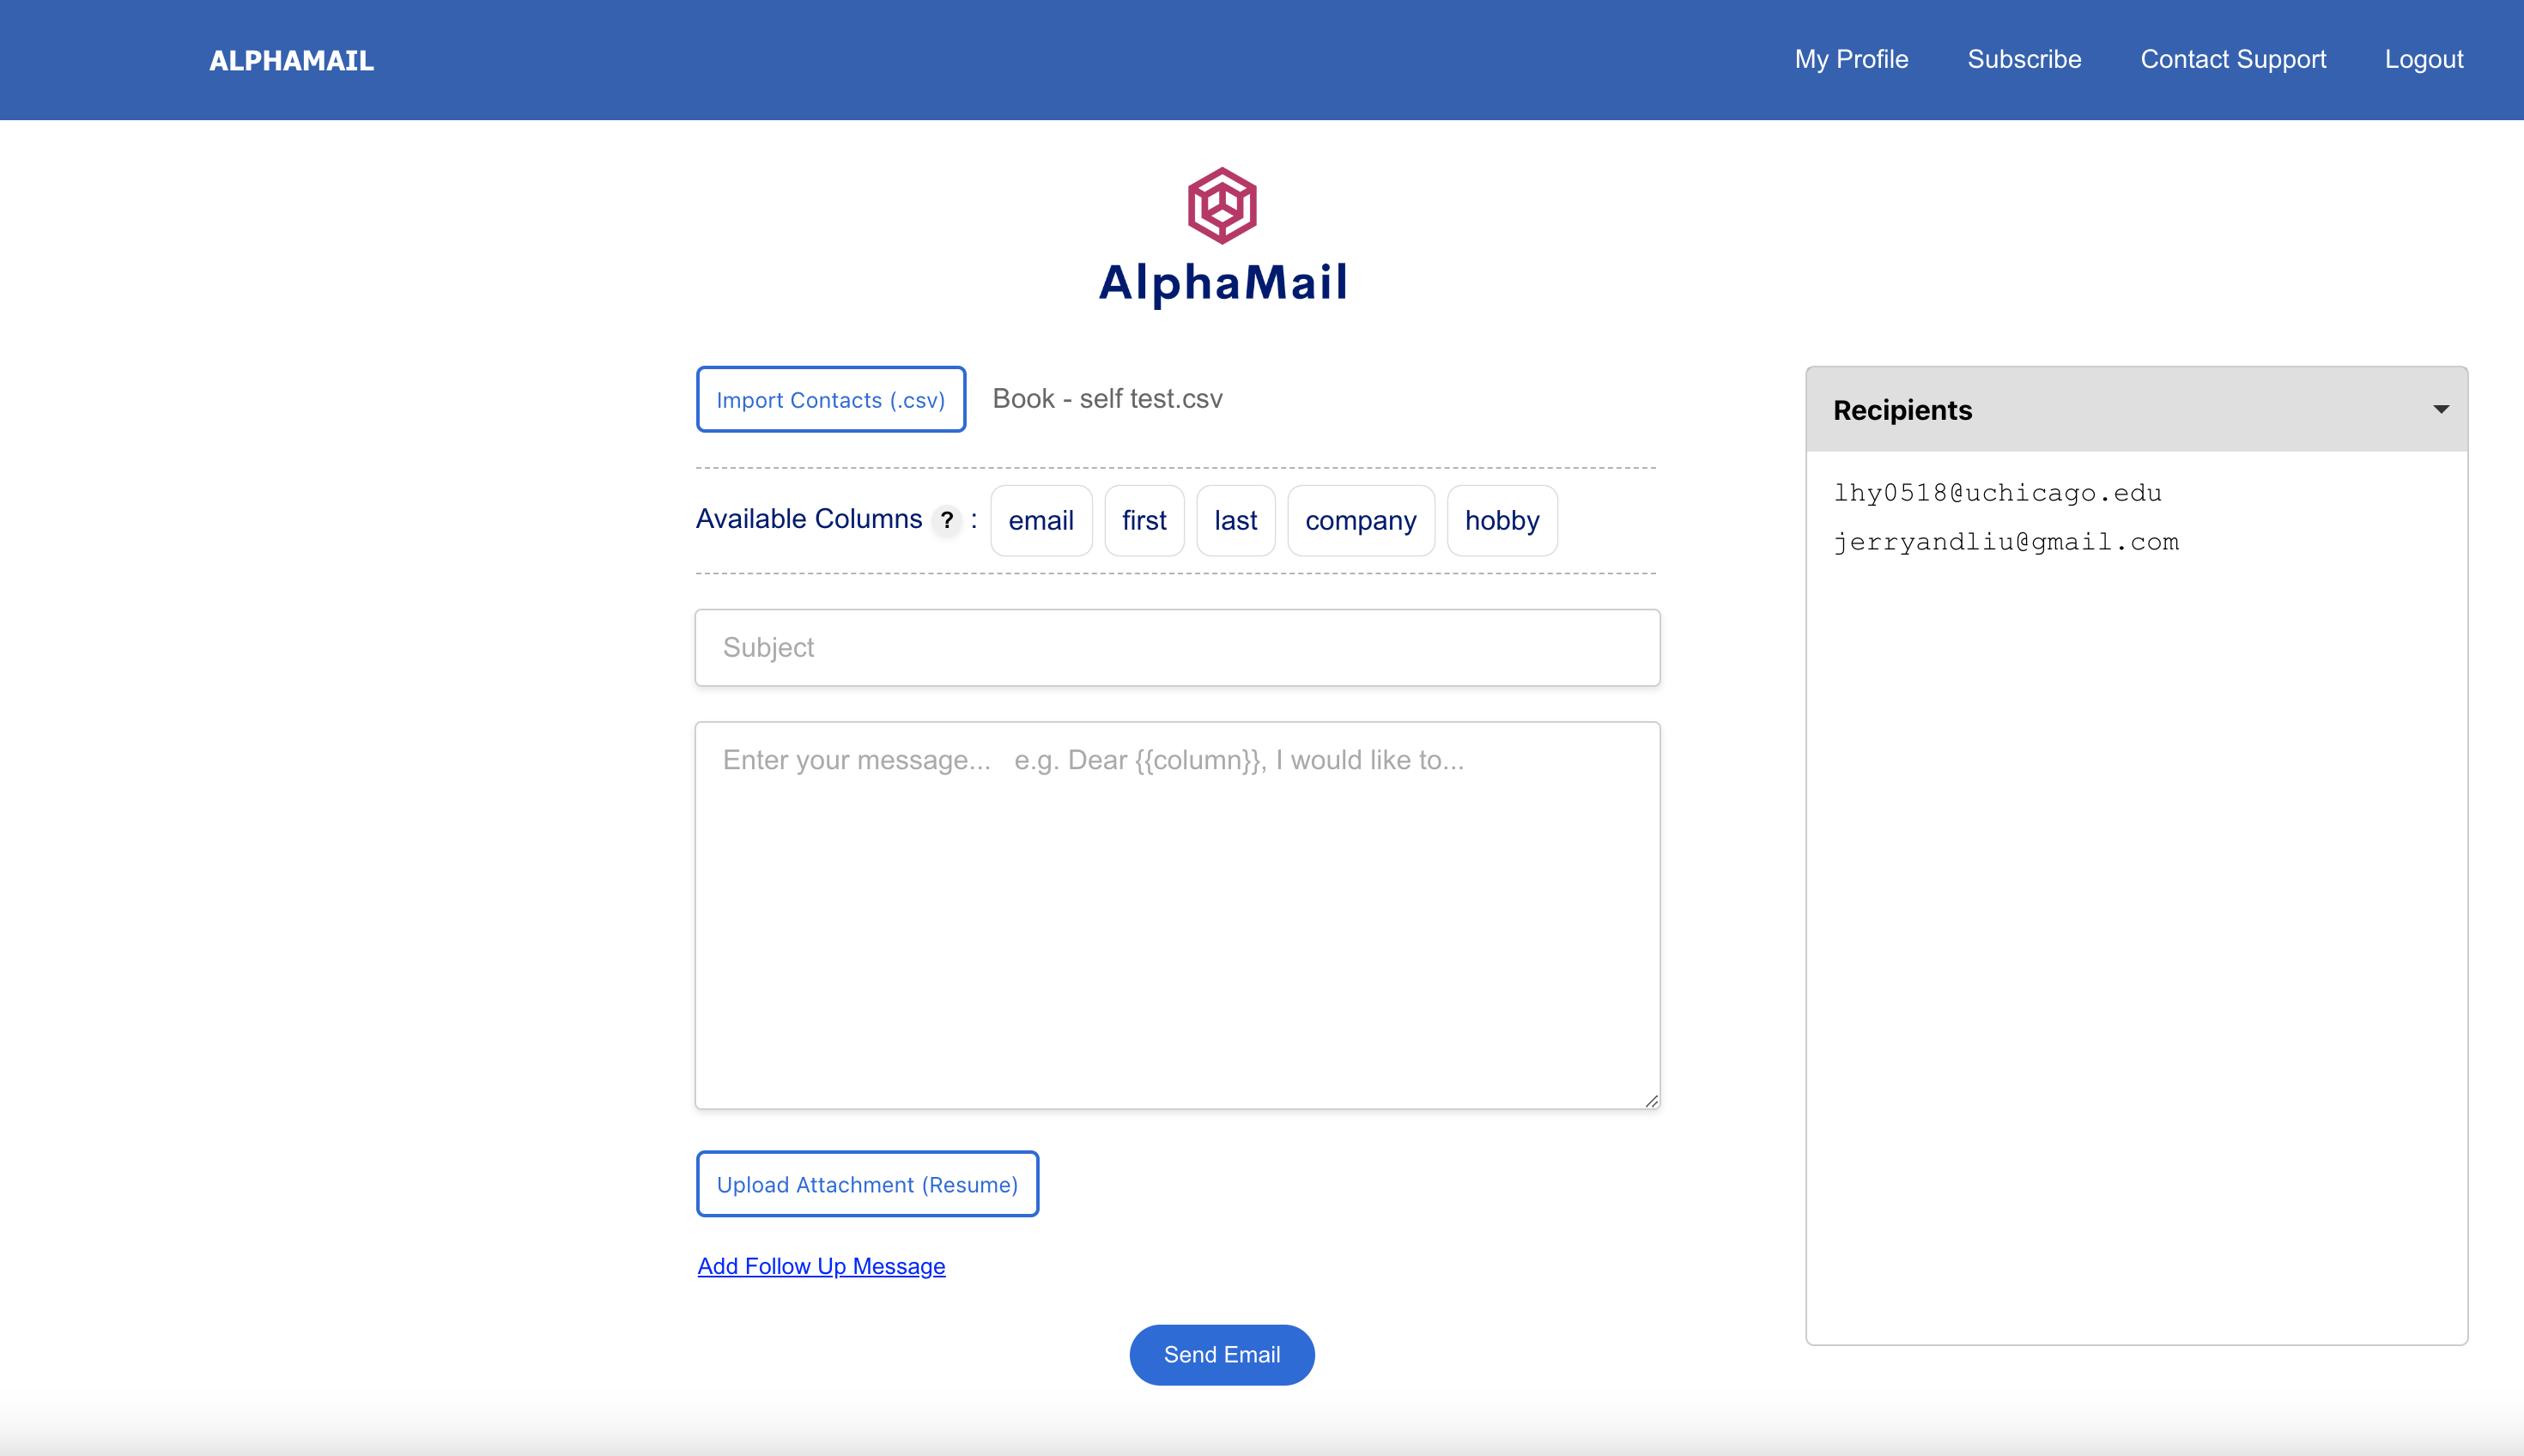 ALPHAMAIL
My Profile Subscribe Contact Support Logout
AlphaMail
Import Contacts (.csv) Book - self test.csv
Available Columns ? : email first last company hobby
Subject
Enter your message... e.g. Dear {{column}}, I would like to...
Upload Attachment (Resume)
Add Follow Up Message
Send Email
Recipients
lhy0518@uchicago.edu
jerryandliu@gmail.com